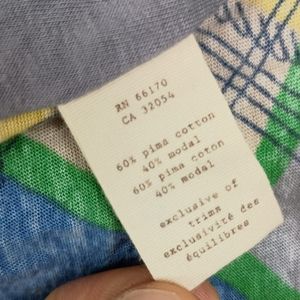 RN 66170
CA 32054
60% pima cotton
40% modal
60% pima coton
40% modal
exclusive of
trims
exclusivité des
équilibres